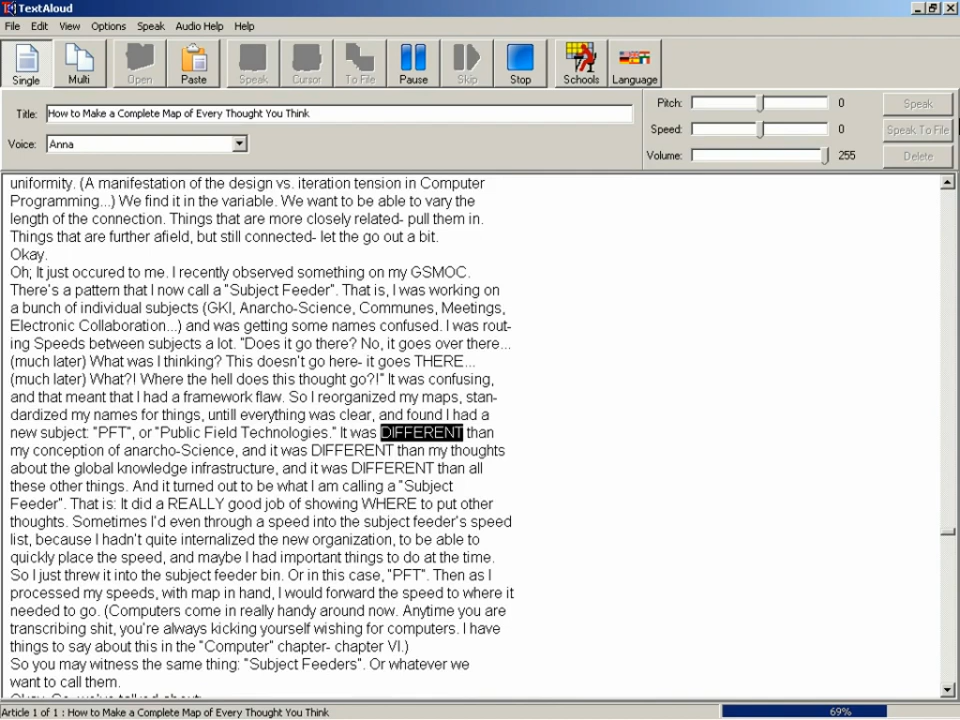 TextAloud
File Edit View Options Speak Audio Help Help
Single Multi Open Paste Speak Cursor To File Pause Skip Stop Schools Language
Title: How to Make a Complete Map of Every Thought You Think
Voice: Anna
Pitch: 0 Speak
Speed: 0 Speak To File
Volume: 255 Delete
uniformity. (A manifestation of the design vs. iteration tension in Computer
Programming...) We find it in the variable. We want to be able to vary the
length of the connection. Things that are more closely related- pull them in.
Things that are further afield, but still connected- let the go out a bit.
Okay.
Oh; It just occured to me. I recently observed something on my GSMOC.
There's a pattern that I now call a "Subject Feeder". That is, I was working on
a bunch of individual subjects (GKI, Anarcho-Science, Communes, Meetings,
Electronic Collaboration...) and was getting some names confused. I was rout-
ing Speeds between subjects a lot. "Does it go there? No, it goes over there...
(much later) What was I thinking? This doesn't go here- it goes THERE...
(much later) What?! Where the hell does this thought go?!" It was confusing,
and that meant that I had a framework flaw. So I reorganized my maps, stan-
dardized my names for things, untill everything was clear, and found I had a
new subject: "PFT", or "Public Field Technologies." It was DIFFERENT than
my conception of anarcho-Science, and it was DIFFERENT than my thoughts
about the global knowledge infrastructure, and it was DIFFERENT than all
these other things. And it turned out to be what I am calling a "Subject
Feeder". That is: It did a REALLY good job of showing WHERE to put other
thoughts. Sometimes I'd even through a speed into the subject feeder's speed
list, because I hadn't quite internalized the new organization, to be able to
quickly place the speed, and maybe I had important things to do at the time.
So I just threw it into the subject feeder bin. Or in this case, "PFT". Then as I
processed my speeds, with map in hand, I would forward the speed to where it
needed to go. (Computers come in really handy around now. Anytime you are
transcribing shit, you're always kicking yourself wishing for computers. I have
things to say about this in the "Computer" chapter- chapter VI.)
So you may witness the same thing: "Subject Feeders". Or whatever we
want to call them.
Okay. So, we've talked about:
Article 1 of 1 : How to Make a Complete Map of Every Thought You Think 69%